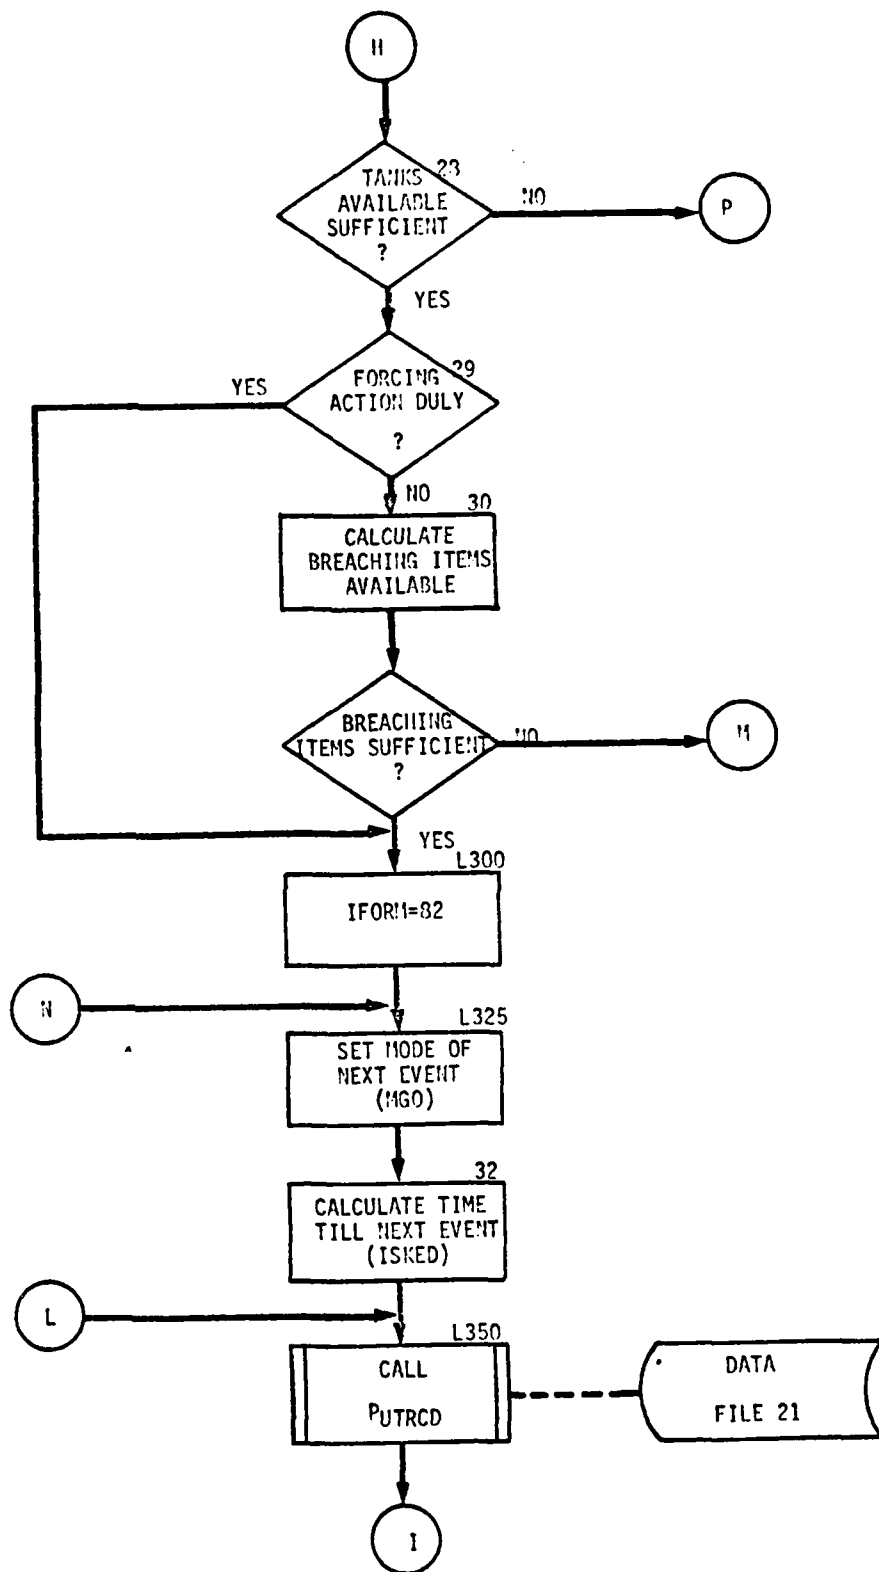 H
28
TANKS
AVAILABLE
SUFFICIENT
?
NO
P
YES
29
FORCING
ACTION DULY
?
YES
NO
30
CALCULATE
BREACHING ITEMS
AVAILABLE
BREACHING
ITEMS SUFFICIENT
?
NO
M
YES
L300
IFORM=82
N
L325
SET MODE OF
NEXT EVENT
(MGO)
32
CALCULATE TIME
TILL NEXT EVENT
(ISKED)
L
L350
CALL
PUTRCD
DATA
FILE 21
I